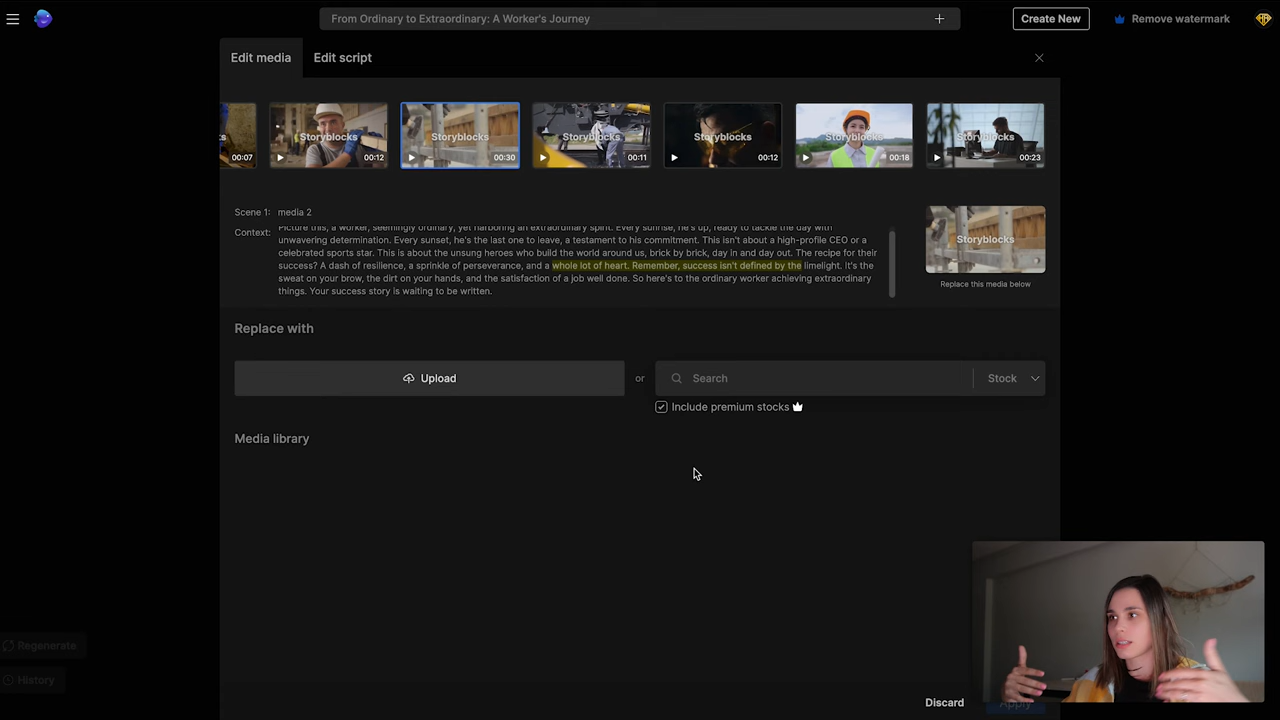 From Ordinary to Extraordinary: A Worker's Journey
Create New
Remove watermark
Edit media
Edit script
Storyblocks
00:07
00:12
Storyblocks
00:30
Storyblocks
00:11
Storyblocks
00:12
Storyblocks
00:18
Storyblocks
00:23
Scene 1: media 2
Context:
Picture this, a worker, seemingly ordinary, yet harboring an extraordinary spirit. Every sunrise, he's up, ready to tackle the day with
unwavering determination. Every sunset, he's the last one to leave, a testament to his commitment. This isn't about a high-profile CEO or a
celebrated sports star. This is about the unsung heroes who build the world around us, brick by brick, day in and day out. The recipe for their
success? A dash of resilience, a sprinkle of perseverance, and a whole lot of heart. Remember, success isn't defined by the limelight. It's the
sweat on your brow, the dirt on your hands, and the satisfaction of a job well done. So here's to the ordinary worker achieving extraordinary
things. Your success story is waiting to be written.
Storyblocks
Replace this media below
Replace with
Upload
or
Search
Stock
Include premium stocks
Media library
Regenerate
History
Discard
Apply